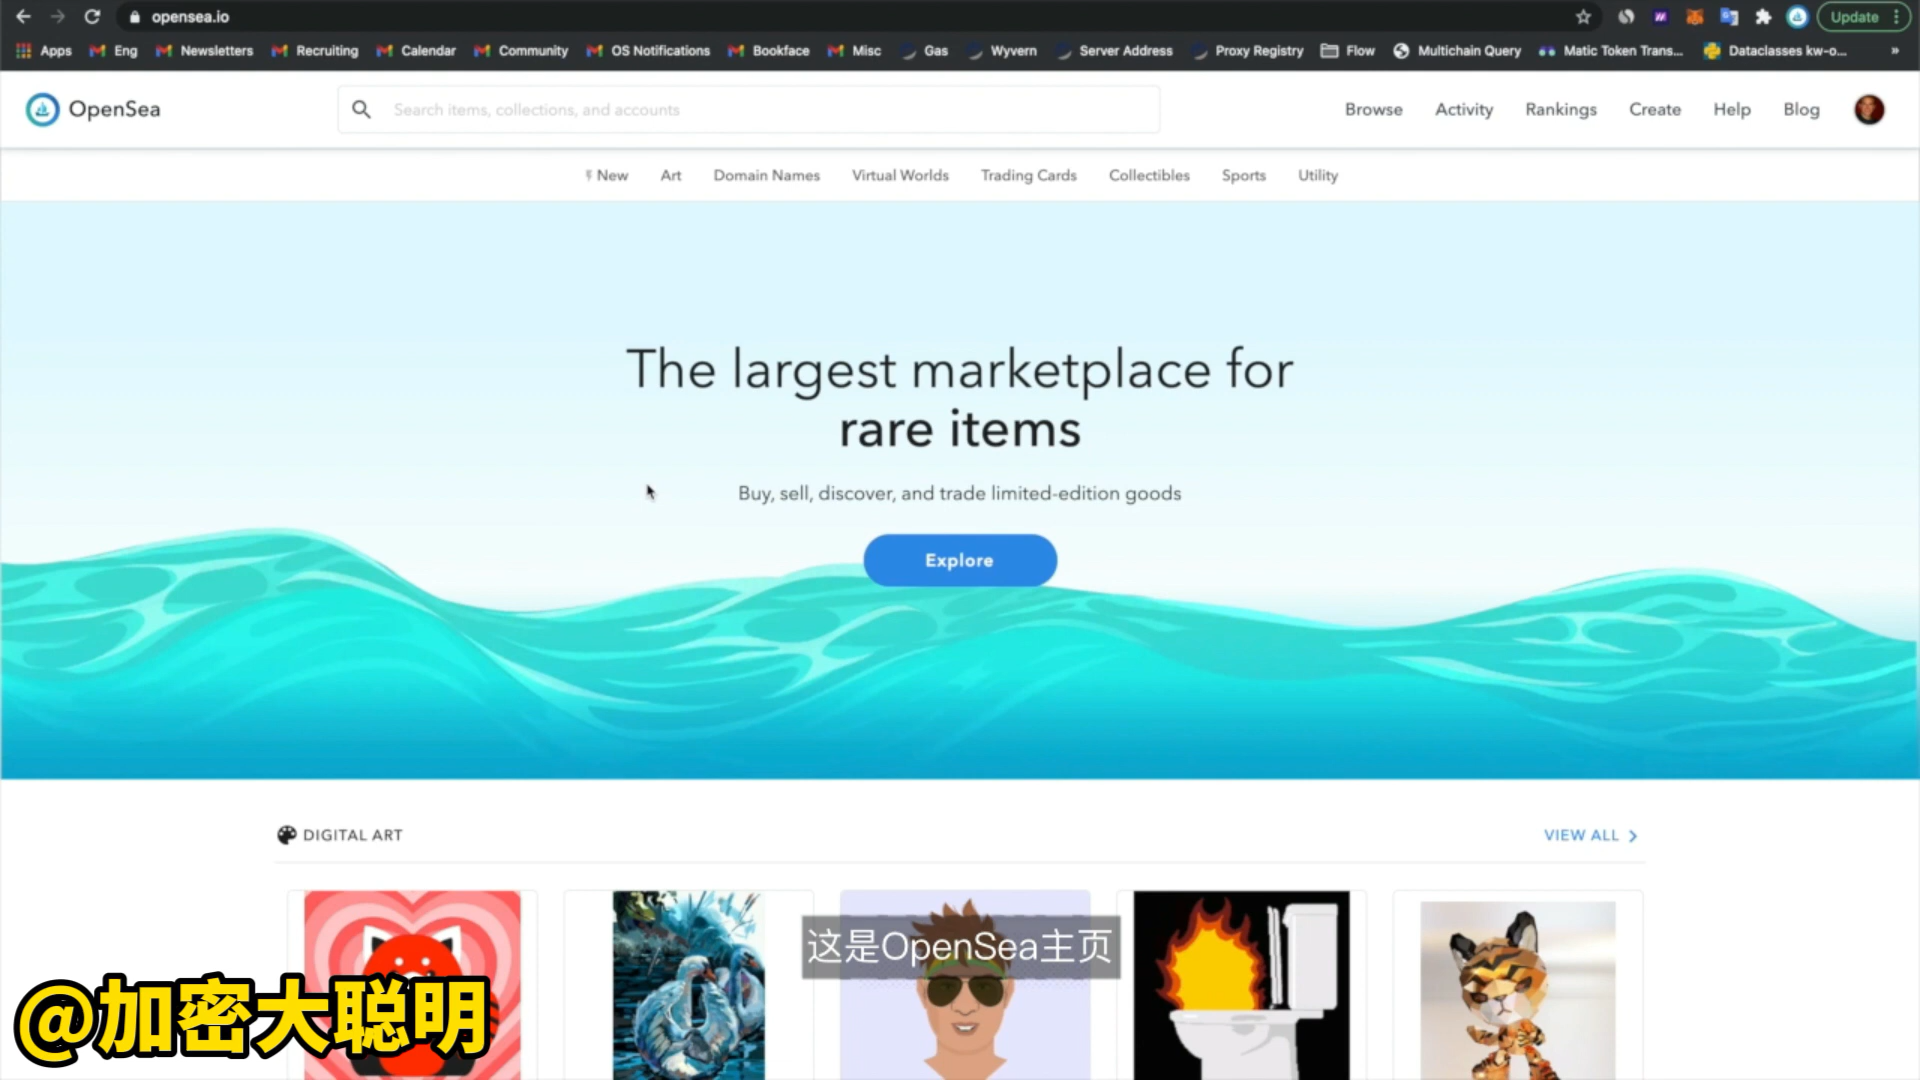 opensea.io
Update
Apps Eng Newsletters Recruiting Calendar Community OS Notifications Bookface Misc Gas Wyvern Server Address Proxy Registry Flow Multichain Query Matic Token Trans... Dataclasses kw-o... »
OpenSea
Search items, collections, and accounts
Browse Activity Rankings Create Help Blog
New Art Domain Names Virtual Worlds Trading Cards Collectibles Sports Utility
The largest marketplace for
rare items
Buy, sell, discover, and trade limited-edition goods
Explore
DIGITAL ART
VIEW ALL
这是OpenSea主页
@加密大聪明